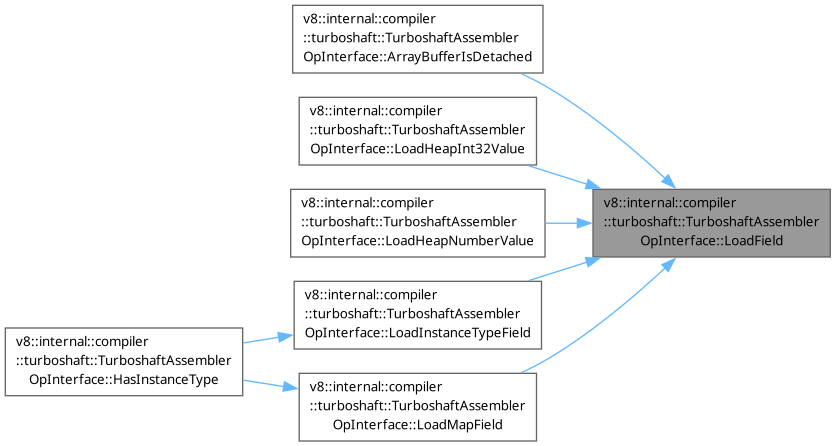 v8::internal::compiler
::turboshaft::TurboshaftAssembler
OpInterface::ArrayBufferIsDetached
v8::internal::compiler
::turboshaft::TurboshaftAssembler
OpInterface::LoadHeapInt32Value
v8::internal::compiler
::turboshaft::TurboshaftAssembler
OpInterface::LoadField
v8::internal::compiler
::turboshaft::TurboshaftAssembler
OpInterface::LoadHeapNumberValue
v8::internal::compiler
::turboshaft::TurboshaftAssembler
OpInterface::LoadInstanceTypeField
v8::internal::compiler
::turboshaft::TurboshaftAssembler
OpInterface::HasInstanceType
v8::internal::compiler
::turboshaft::TurboshaftAssembler
OpInterface::LoadMapField